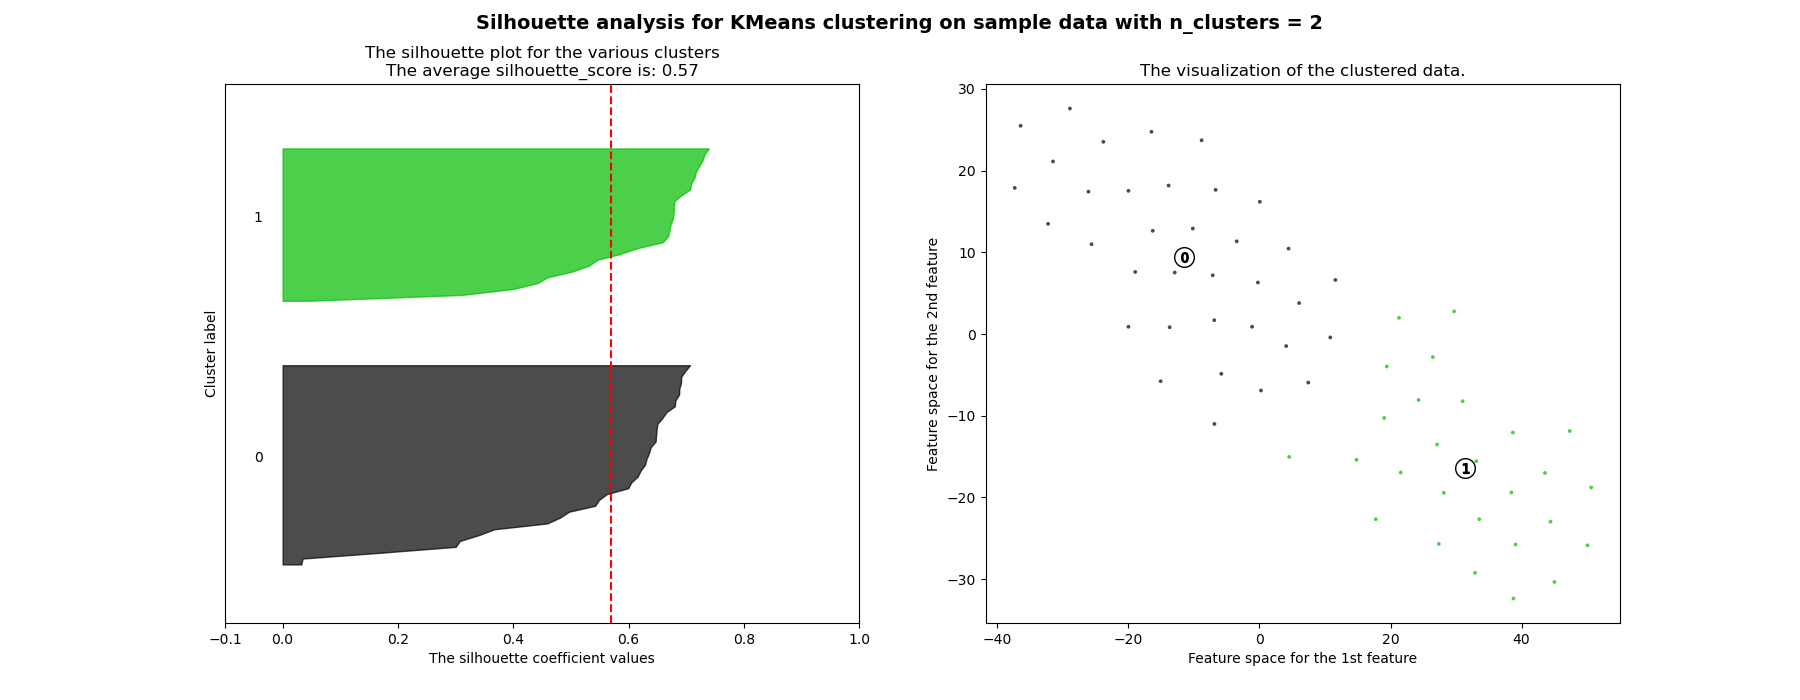 Silhouette analysis for KMeans clustering on sample data with n_clusters = 2
The silhouette plot for the various clusters
The average silhouette_score is: 0.57
1
0
Cluster label
−0.1 0.0 0.2 0.4 0.6 0.8 1.0
The silhouette coefficient values
The visualization of the clustered data.
30
20
10
0
−10
−20
−30
Feature space for the 2nd feature
0
1
−40 −20 0 20 40
Feature space for the 1st feature